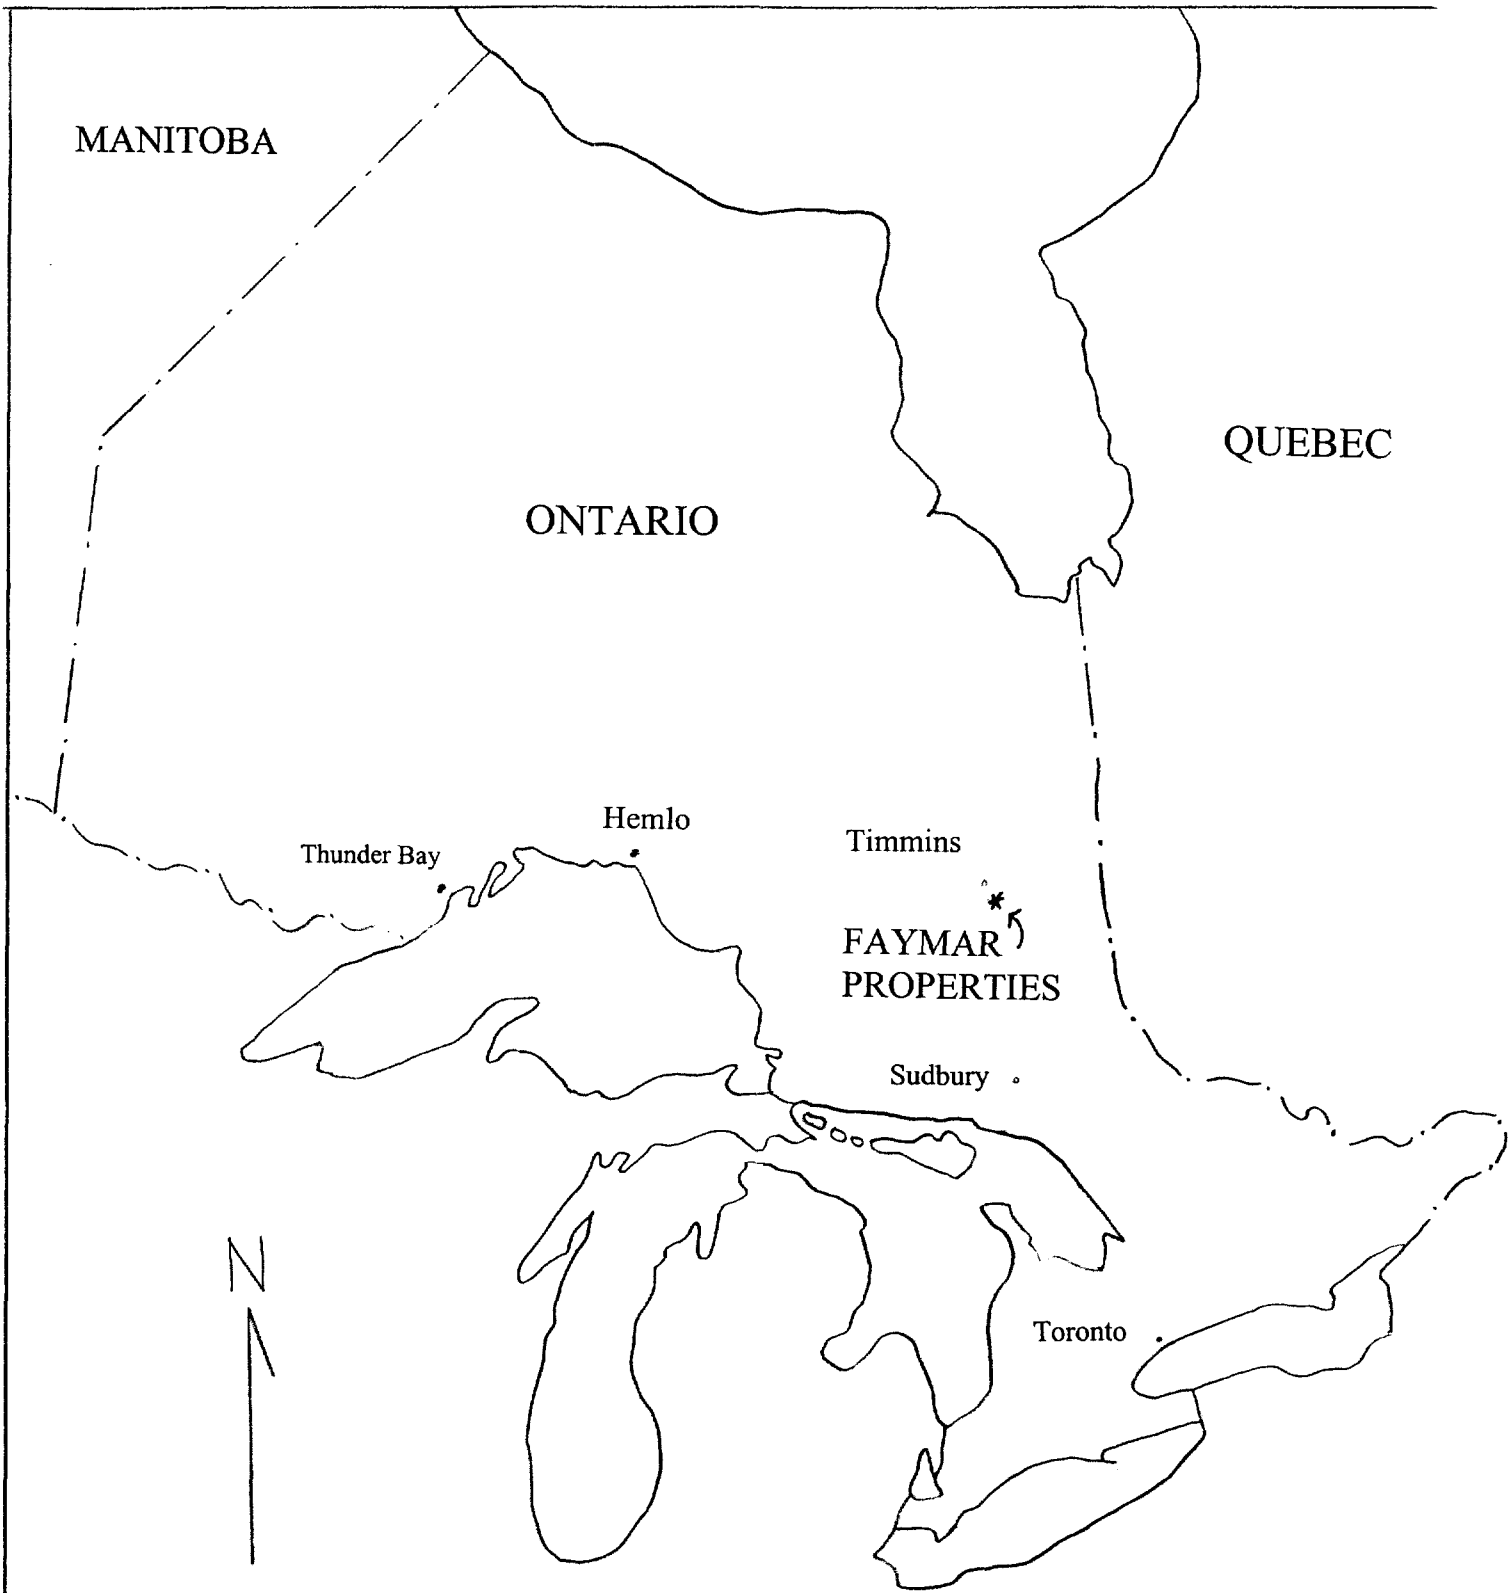 MANITOBA
QUEBEC
ONTARIO
Hemlo
Timmins
Thunder Bay
FAYMAR
PROPERTIES
Sudbury
N
Toronto